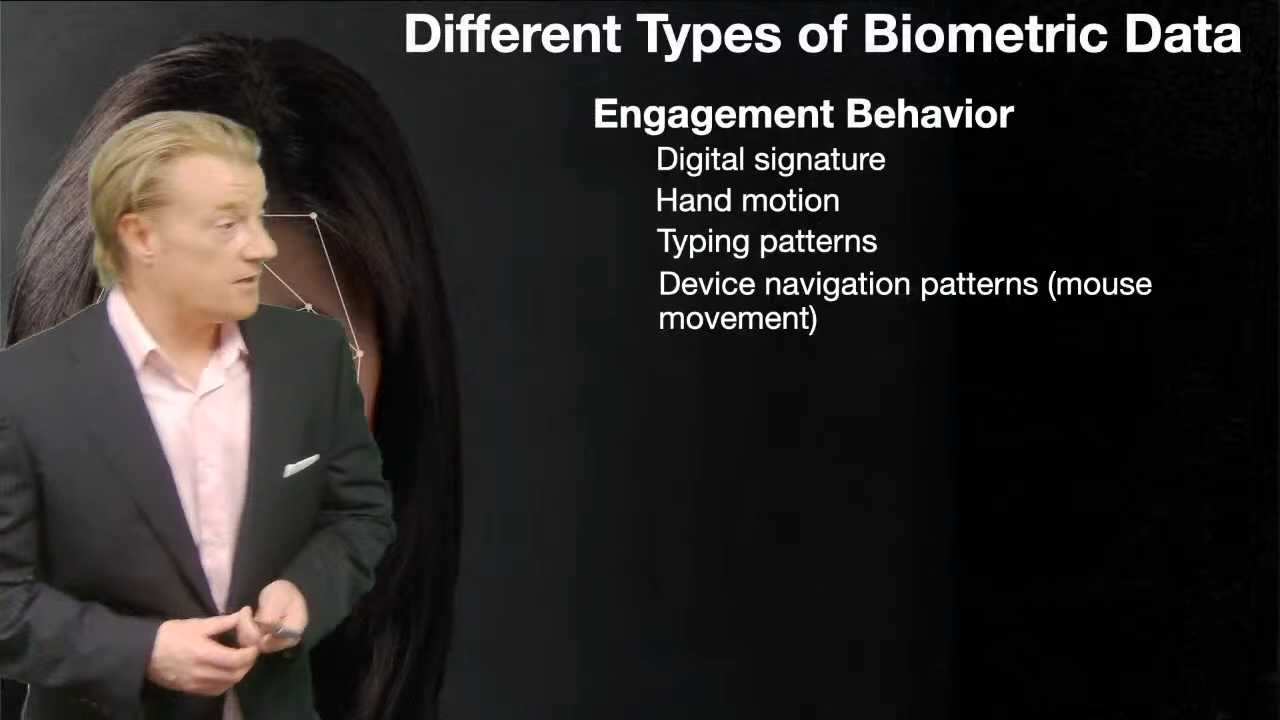 Different Types of Biometric Data
Engagement Behavior
Digital signature
Hand motion
Typing patterns
Device navigation patterns (mouse
movement)